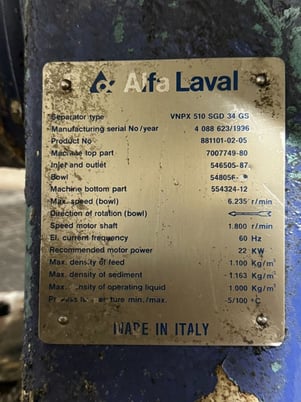 Alfa Laval
Separator type VNPX 510 SGD 34 GS
Manufacturing serial No/year 4 088 623/1936
Product No 881101-02-05
Machine top part 7007749-80
Inlet and outlet 546505-87
Bowl
Machine bottom part 554324-12
Max. speed (bowl) 6.235 r/min
Direction of rotation (bowl)
Speed motor shaft 1.800 r/min
El. current frequency 60 Hz
Recommended motor power 22 KW
Max. density of feed 1.100 Kg/m³
Max. density of sediment 1.163 Kg/m³
Max. density of operating liquid 1.000 Kg/m³
min./max. 5/100 °C
MADE IN ITALY